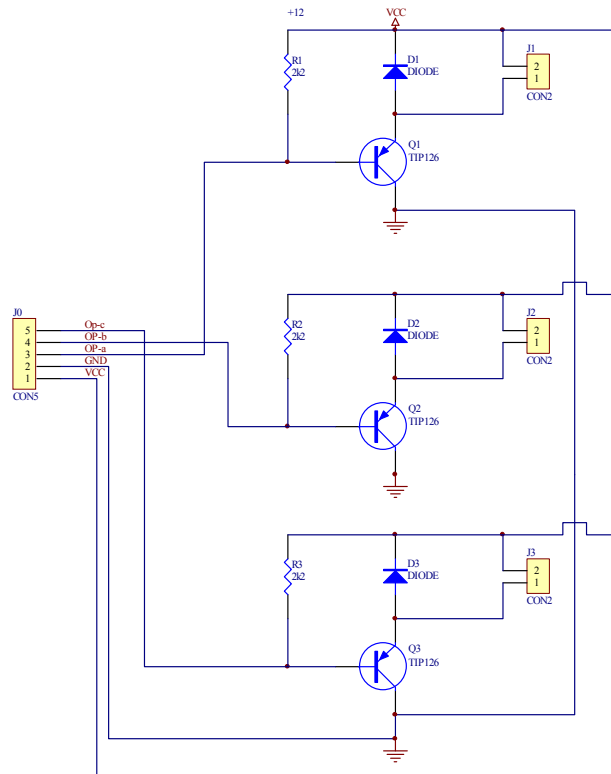 +12
VCC
R1
2k2
D1
DIODE
J1
2
1
CON2
Q1
TIP126
J0
5
4
3
2
1
CON5
Op-c
OP-b
OP-a
GND
VCC
R2
2k2
D2
DIODE
J2
2
1
CON2
Q2
TIP126
R3
2k2
D3
DIODE
J3
2
1
CON2
Q3
TIP126